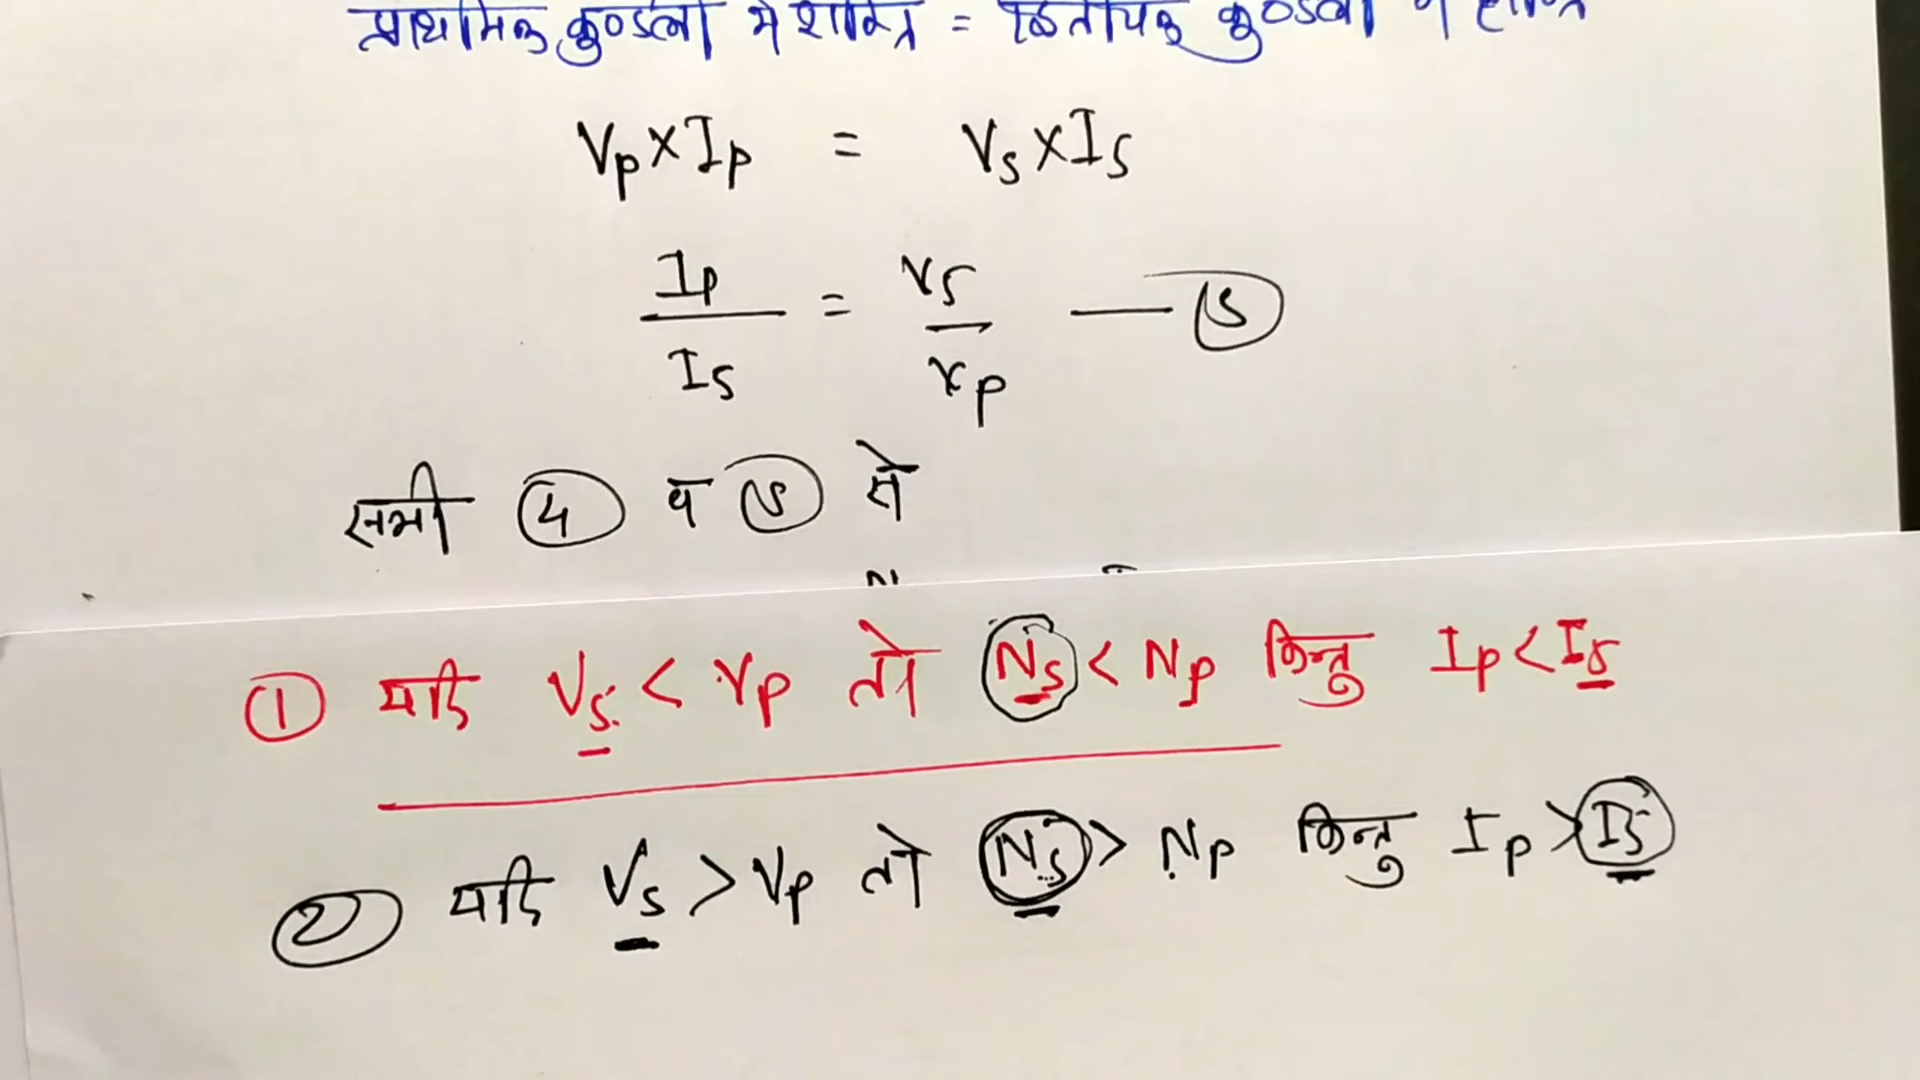 प्राथमिक कुण्डली मे शक्ति = द्वितीयक कुण्डली में शक्ति
Vp × Ip = Vs × Is
Ip/Is = Vs/Vp — ⑤
समी ④ व ⑤ से
① यदि Vs < Vp तो Ns < Np किन्तु Ip < Is
② यदि Vs > Vp तो Ns > Np किन्तु Ip > Is